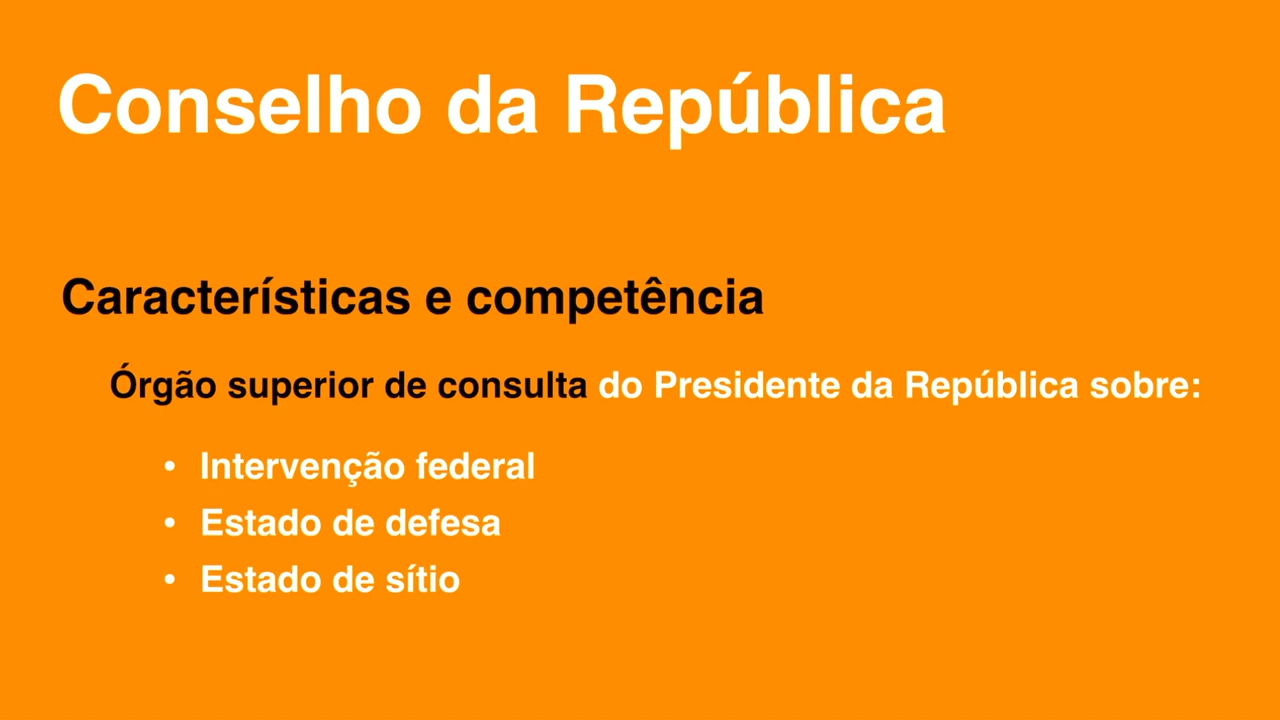 Conselho da República
Características e competência
Órgão superior de consulta do Presidente da República sobre:
• Intervenção federal
• Estado de defesa
• Estado de sítio